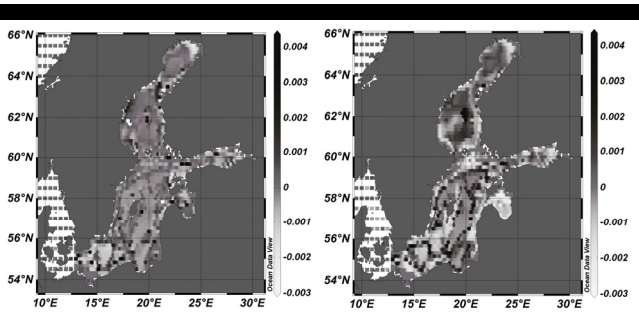 66°N
64°N
62°N
60°N
58°N
56°N
54°N
10°E 15°E 20°E 25°E 30°E
0.004
0.003
0.002
0.001
0
-0.001
-0.002
-0.003
Ocean Data View
66°N
64°N
62°N
60°N
58°N
56°N
54°N
10°E 15°E 20°E 25°E 30°E
0.004
0.003
0.002
0.001
0
-0.001
-0.002
-0.003
Ocean Data View